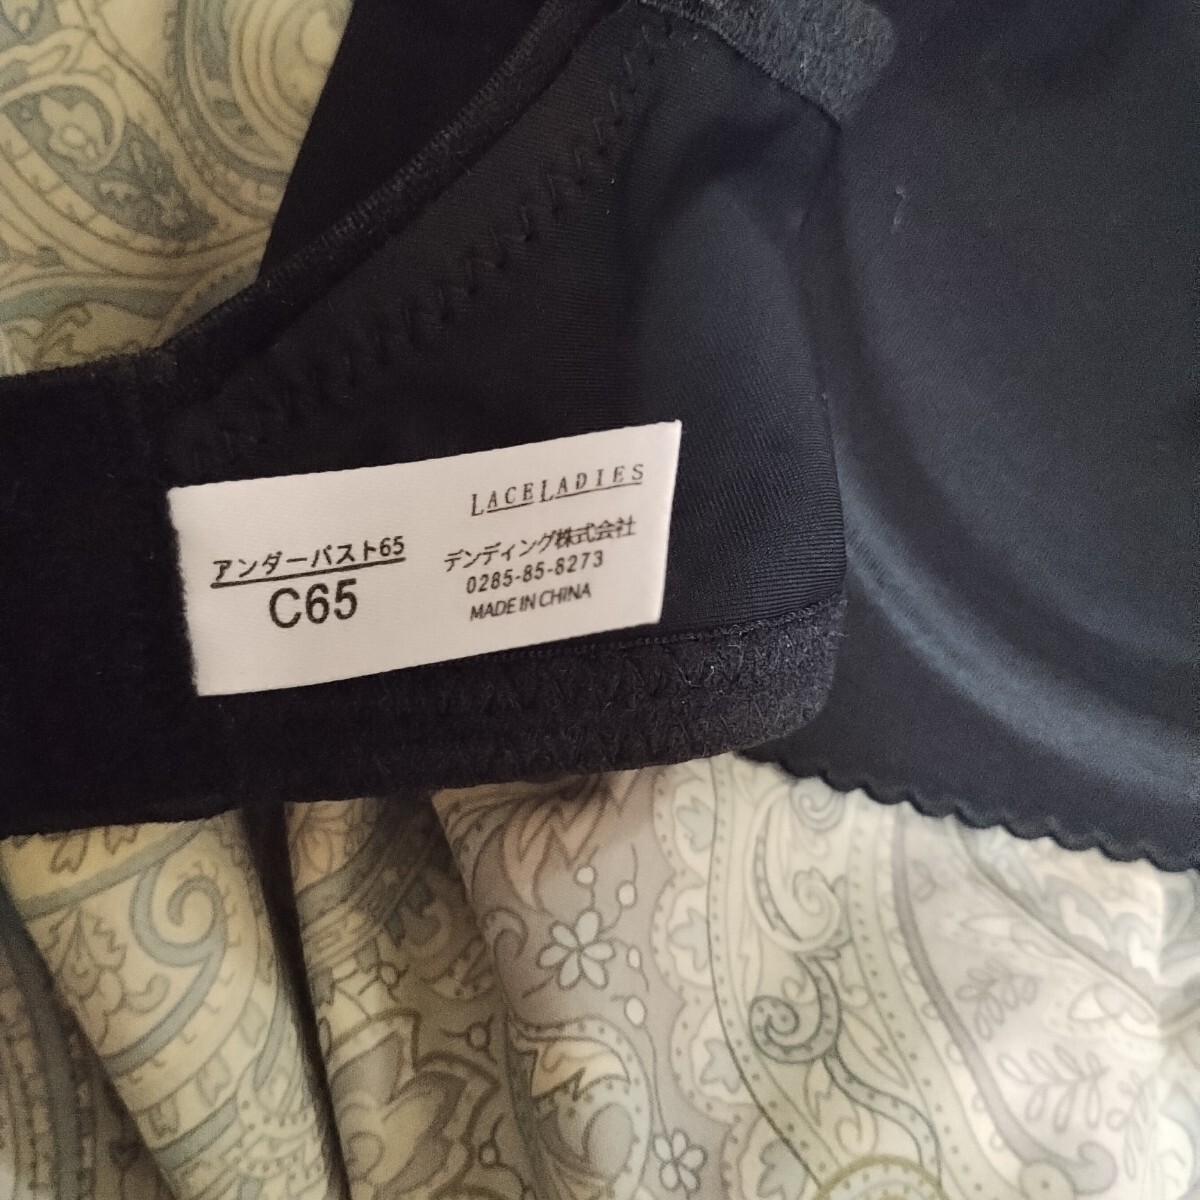 アンダーバスト65
C65
LACELADIES
デンディング株式会社
0285-85-8273
MADE IN CHINA